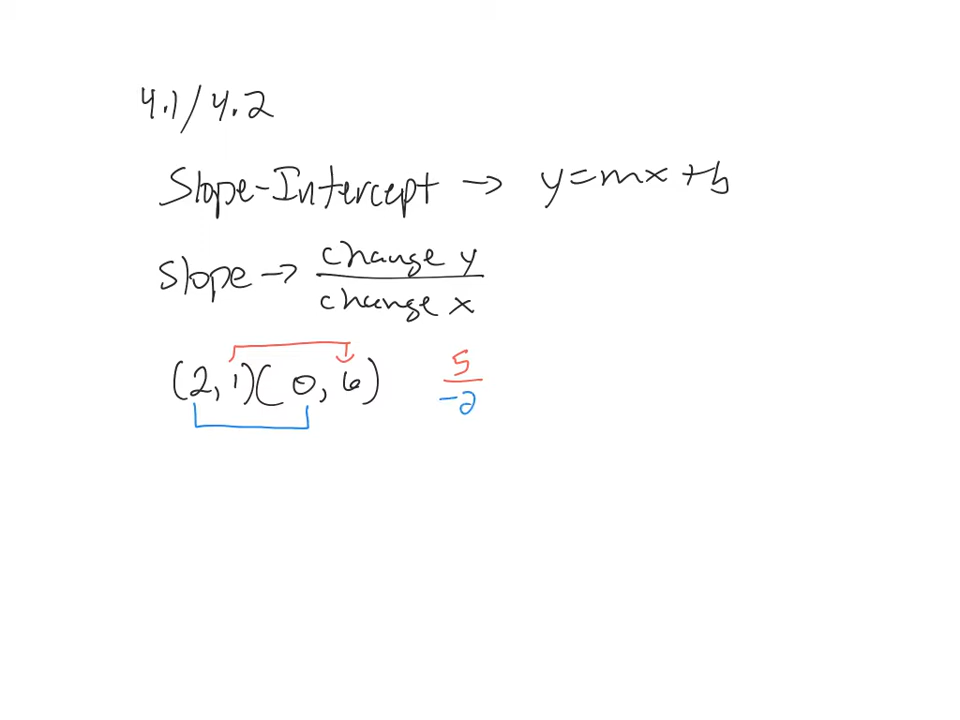 4.1/4.2
Slope-Intercept → y=mx+b
slope → change y / change x
(2,1)(0,6) 5/-2